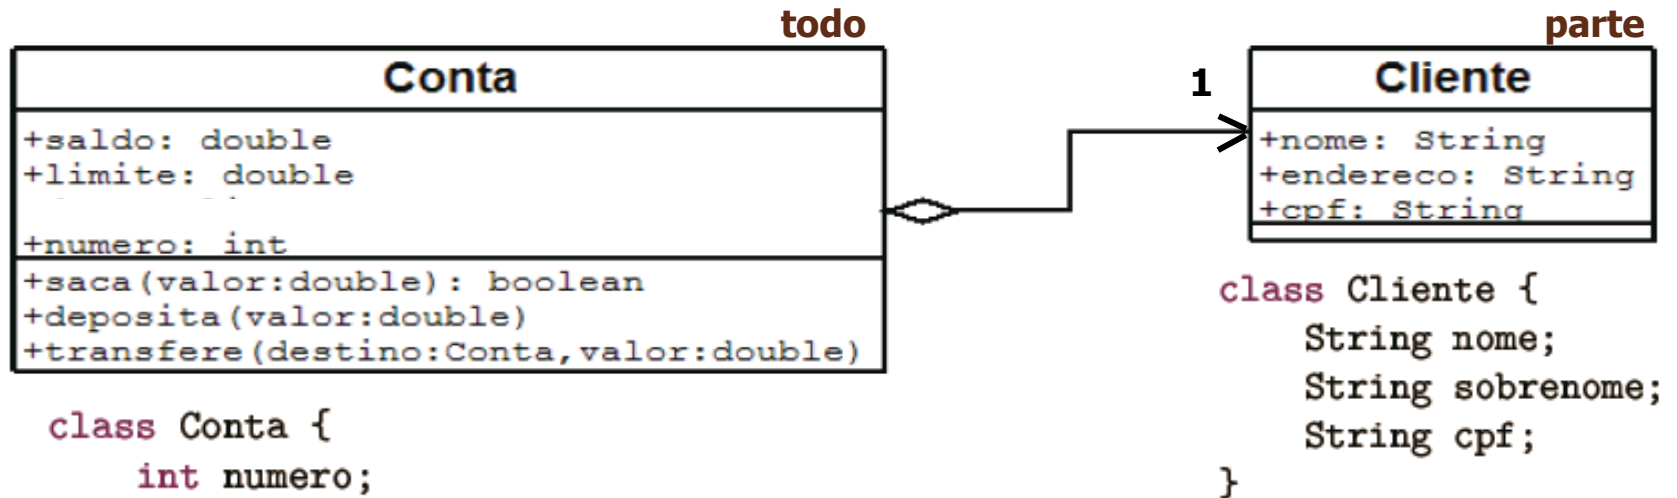 todo
Conta
+saldo: double
+limite: double
+numero: int
+saca(valor:double): boolean
+deposita(valor:double)
+transfere(destino:Conta,valor:double)
class Conta {
int numero;
1
parte
Cliente
+nome: String
+endereco: String
+cpf: String
class Cliente {
String nome;
String sobrenome;
String cpf;
}